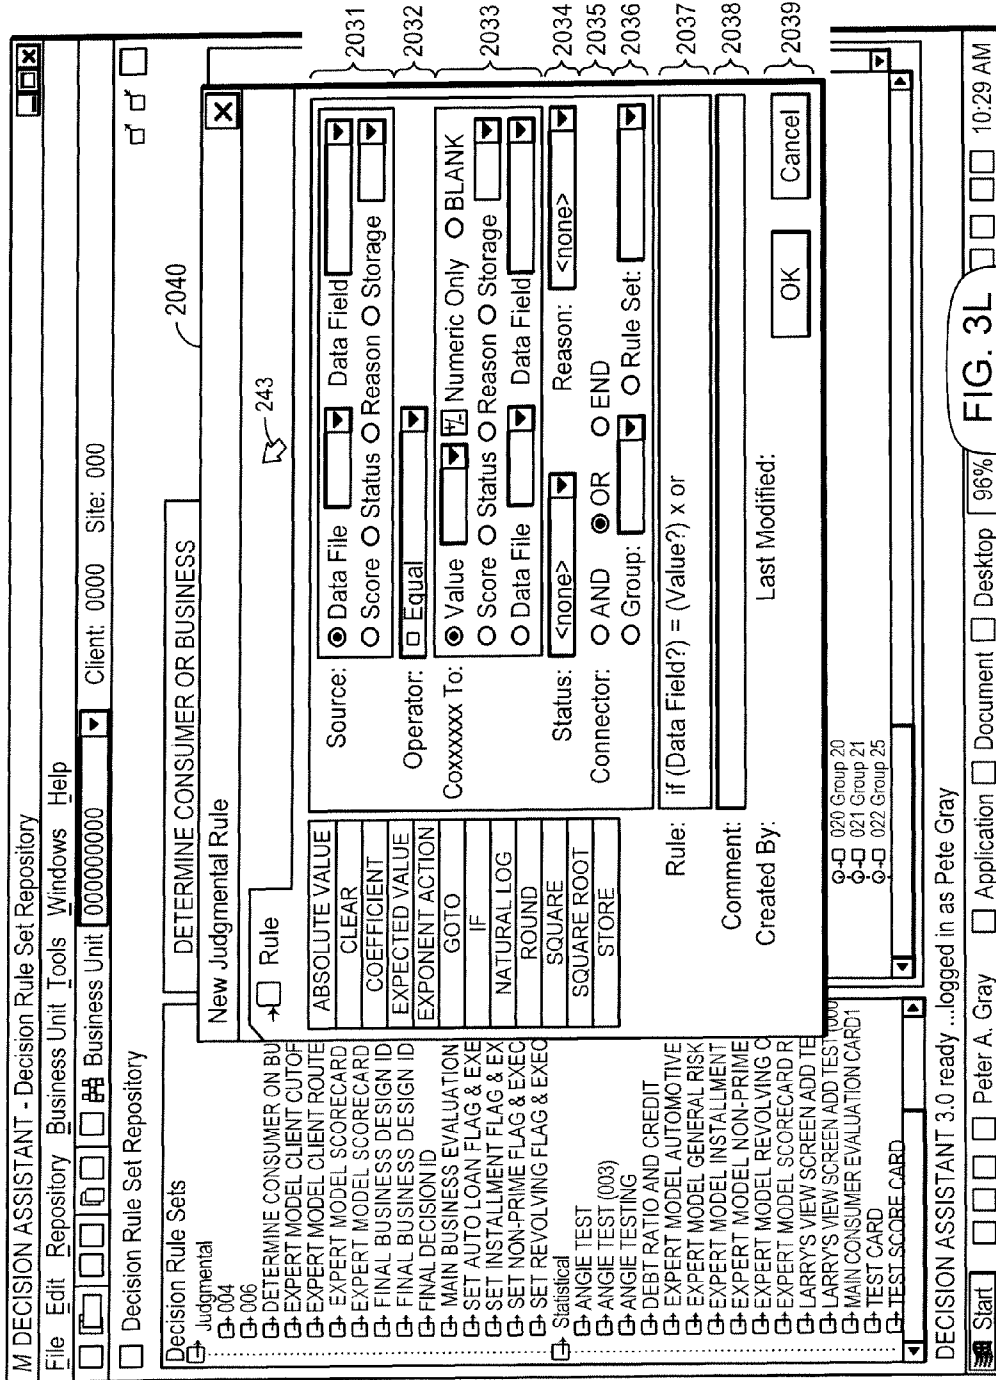 M DECISION ASSISTANT - Decision Rule Set Repository
File Edit Repository Business Unit Tools Windows Help
Business Unit 000000000 Client: 0000 Site: 000
Decision Rule Set Repository
Decision Rule Sets
Judgmental
004
006
DETERMINE CONSUMER ON BU
EXPERT MODEL CLIENT CUTOF
EXPERT MODEL CLIENT ROUTE
EXPERT MODEL SCORECARD
EXPERT MODEL SCORECARD
FINAL BUSINESS DESIGN ID
FINAL BUSINESS DESIGN ID
FINAL DECISION ID
MAIN BUSINESS EVALUATION
SET AUTO LOAN FLAG & EXE
SET INSTALLMENT FLAG & EX
SET NON-PRIME FLAG & EXEC
SET REVOLVING FLAG & EXEC
Statistical
ANGIE TEST
ANGIE TEST (003)
ANGIE TESTING
DEBT RATIO AND CREDIT
EXPERT MODEL AUTOMOTIVE
EXPERT MODEL GENERAL RISK
EXPERT MODEL INSTALLMENT
EXPERT MODEL NON-PRIME
EXPERT MODEL REVOLVING C
EXPERT MODEL SCORECARD R
LARRY'S VIEW SCREEN ADD TE
LARRY'S VIEW SCREEN ADD TEST (000
MAIN CONSUMER EVALUATION CARD1
TEST CARD
TEST SCORE CARD
DETERMINE CONSUMER OR BUSINESS
2040
New Judgmental Rule
Rule
243
ABSOLUTE VALUE
CLEAR
COEFFICIENT
EXPECTED VALUE
EXPONENT ACTION
GOTO
IF
NATURAL LOG
ROUND
SQUARE
SQUARE ROOT
STORE
Source: Data File Data Field
Score Status Reason Storage
2031
Operator: Equal
2032
Coxxxxxx To: Value +/- Numeric Only BLANK
Score Status Reason Storage
Data File Data Field
2033
Status: <none> Reason: <none>
2034
Connector: AND OR END
2035
Group: Rule Set:
2036
Rule: if (Data Field?) = (Value?) x or
2037
Comment:
2038
Created By: Last Modified:
OK Cancel
2039
020 Group 20
021 Group 21
022 Group 25
DECISION ASSISTANT 3.0 ready ...logged in as Pete Gray
Start Peter A. Gray Application Document Desktop 96% 10:29 AM
FIG. 3L